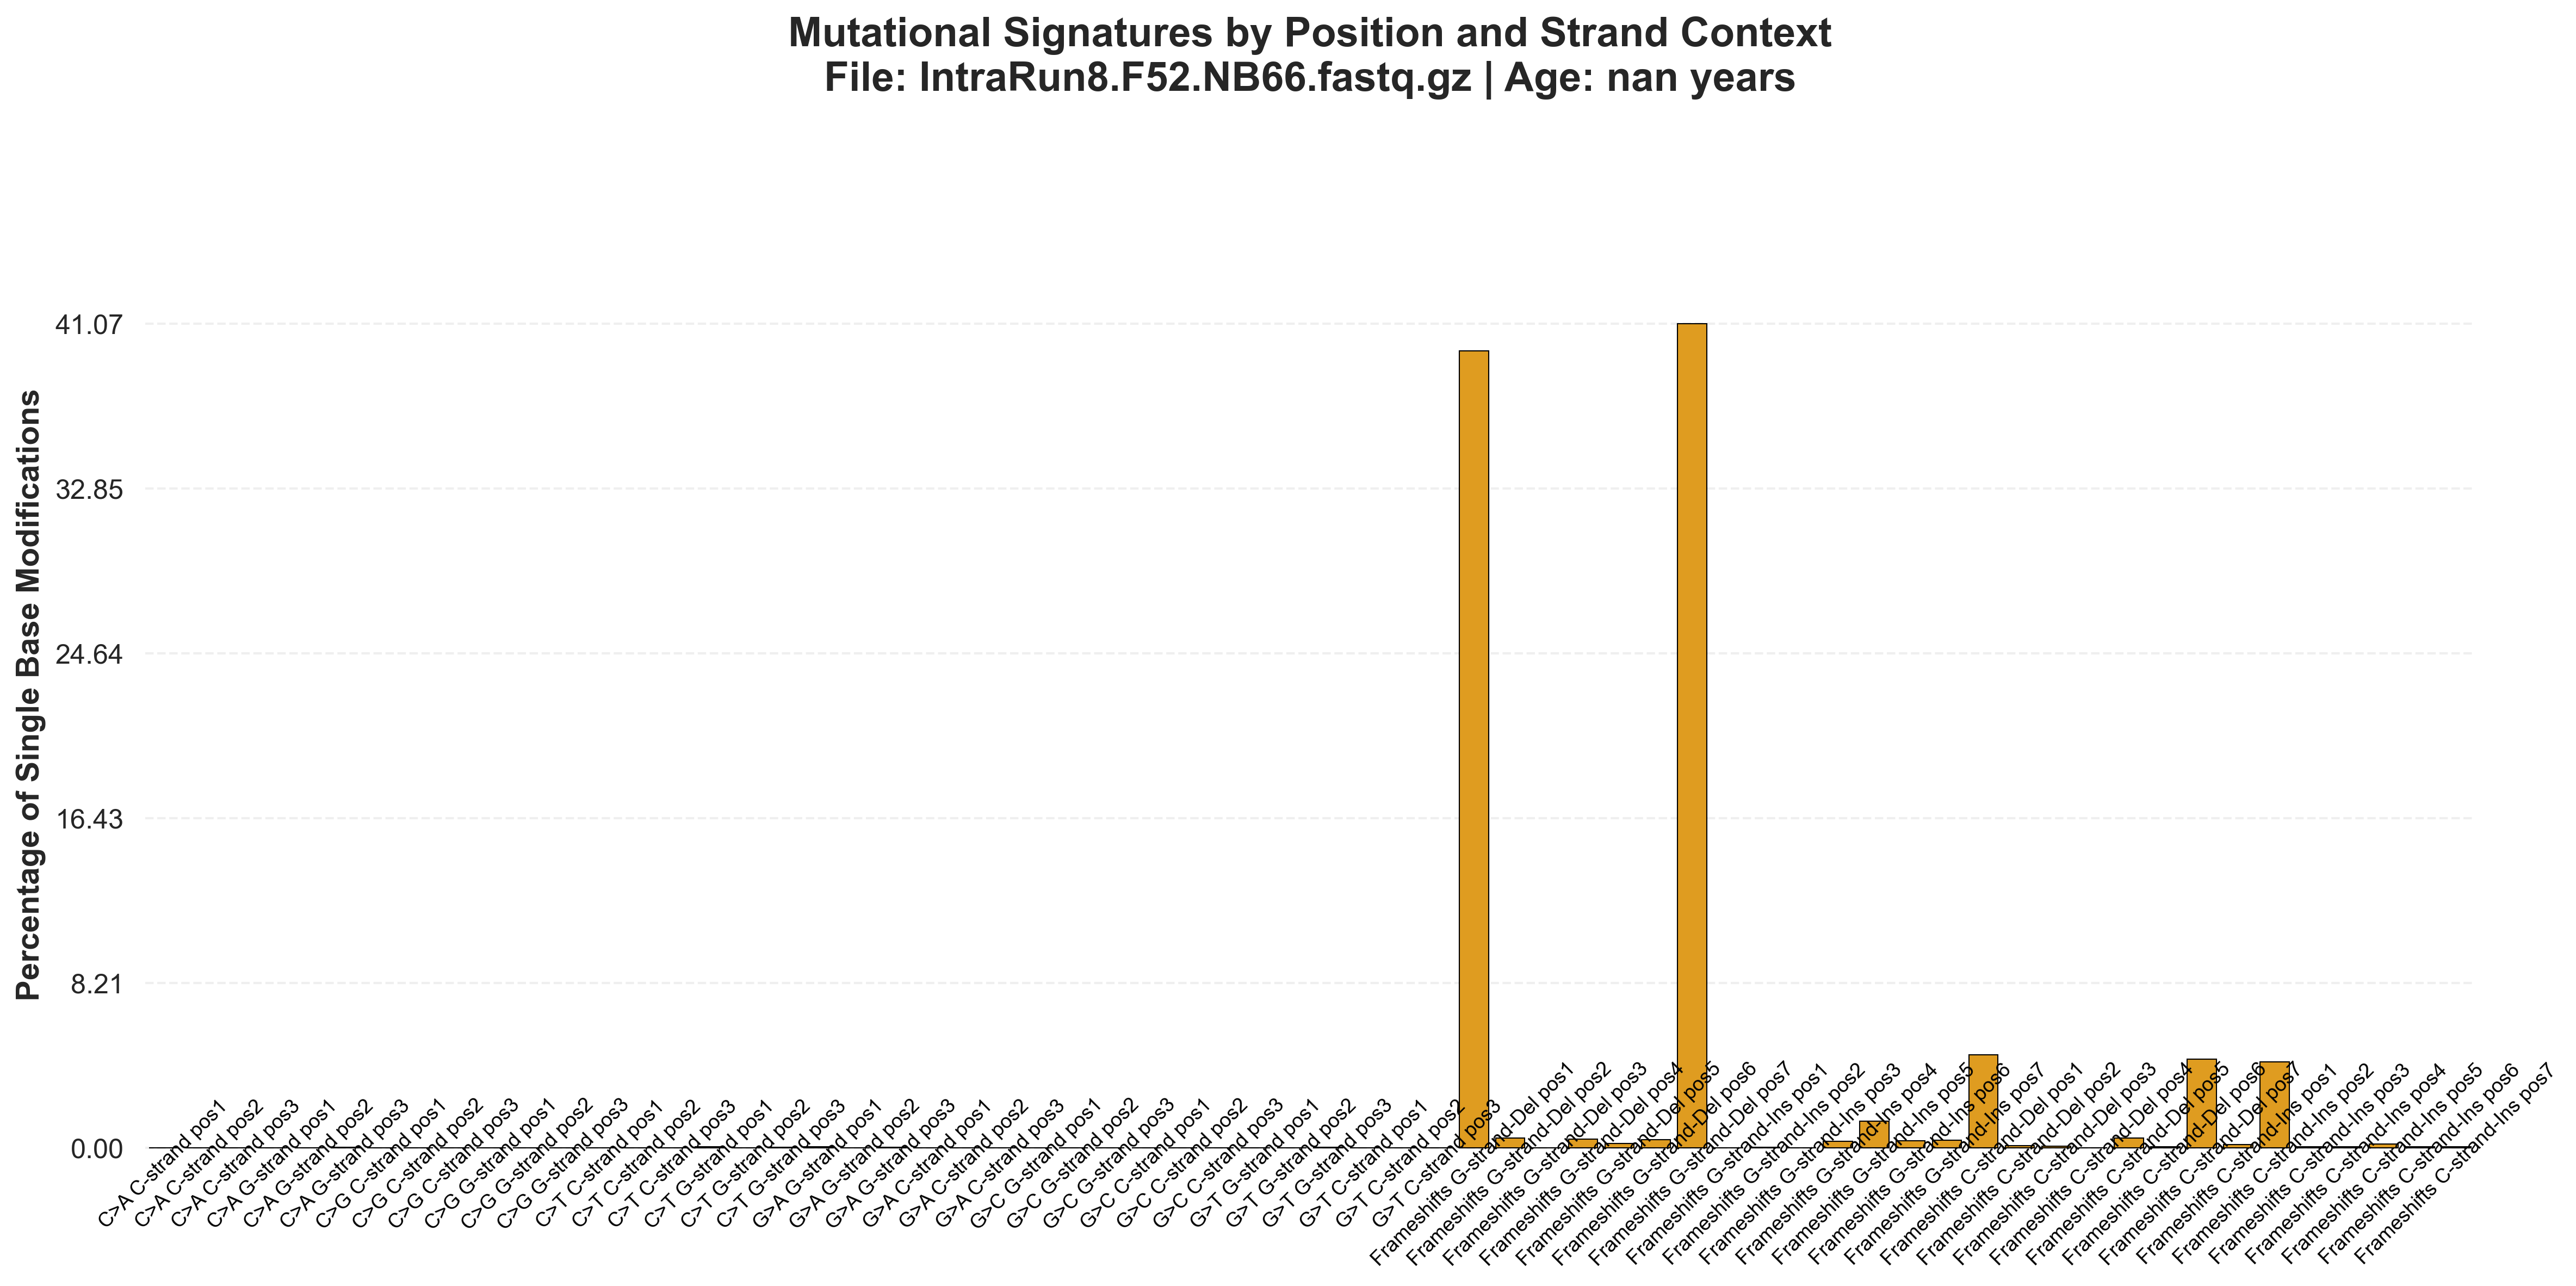 Mutational Signatures by Position and Strand Context
File: IntraRun8.F52.NB66.fastq.gz | Age: nan years
Percentage of Single Base Modifications
41.07
32.85
24.64
16.43
8.21
0.00
C>A C-strand pos1
C>A C-strand pos2
C>A C-strand pos3
C>A G-strand pos1
C>A G-strand pos2
C>A G-strand pos3
C>G C-strand pos1
C>G C-strand pos2
C>G C-strand pos3
C>G G-strand pos1
C>G G-strand pos2
C>G G-strand pos3
C>T C-strand pos1
C>T C-strand pos2
C>T C-strand pos3
C>T G-strand pos1
C>T G-strand pos2
C>T G-strand pos3
G>A G-strand pos1
G>A G-strand pos2
G>A G-strand pos3
G>A C-strand pos1
G>A C-strand pos2
G>A C-strand pos3
G>C G-strand pos1
G>C G-strand pos2
G>C G-strand pos3
G>C C-strand pos1
G>C C-strand pos2
G>C C-strand pos3
G>T G-strand pos1
G>T G-strand pos2
G>T G-strand pos3
G>T C-strand pos1
G>T C-strand pos2
G>T C-strand pos3
Frameshifts G-strand-Del pos1
Frameshifts G-strand-Del pos2
Frameshifts G-strand-Del pos3
Frameshifts G-strand-Del pos4
Frameshifts G-strand-Del pos5
Frameshifts G-strand-Del pos6
Frameshifts G-strand-Del pos7
Frameshifts G-strand-Ins pos1
Frameshifts G-strand-Ins pos2
Frameshifts G-strand-Ins pos3
Frameshifts G-strand-Ins pos4
Frameshifts G-strand-Ins pos5
Frameshifts G-strand-Ins pos6
Frameshifts G-strand-Ins pos7
Frameshifts C-strand-Del pos1
Frameshifts C-strand-Del pos2
Frameshifts C-strand-Del pos3
Frameshifts C-strand-Del pos4
Frameshifts C-strand-Del pos5
Frameshifts C-strand-Del pos6
Frameshifts C-strand-Del pos7
Frameshifts C-strand-Ins pos1
Frameshifts C-strand-Ins pos2
Frameshifts C-strand-Ins pos3
Frameshifts C-strand-Ins pos4
Frameshifts C-strand-Ins pos5
Frameshifts C-strand-Ins pos6
Frameshifts C-strand-Ins pos7